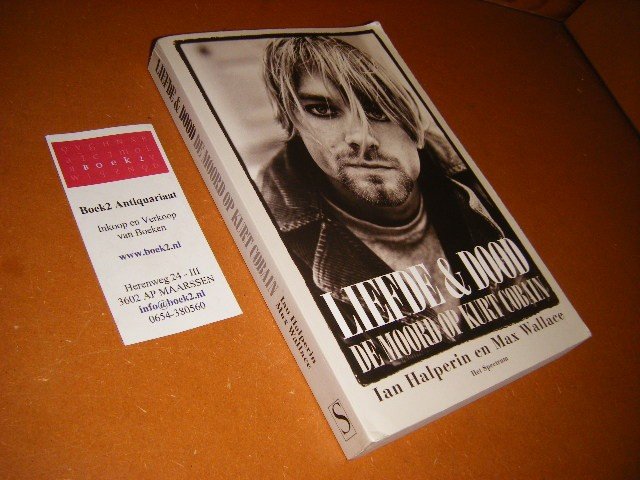 Boek2
Boek2 Antiquariaat
Inkoop en Verkoop
van Boeken
www.boek2.nl
Herenweg 24 - III
3602 AP MAARSSEN
info@boek2.nl
0654-380560
LIEFDE & DOOD DE MOORD OP KURT COBAIN
Ian Halperin
Max Wallace
S
LIEFDE & DOOD
DE MOORD OP KURT COBAIN
Ian Halperin en Max Wallace
Het Spectrum